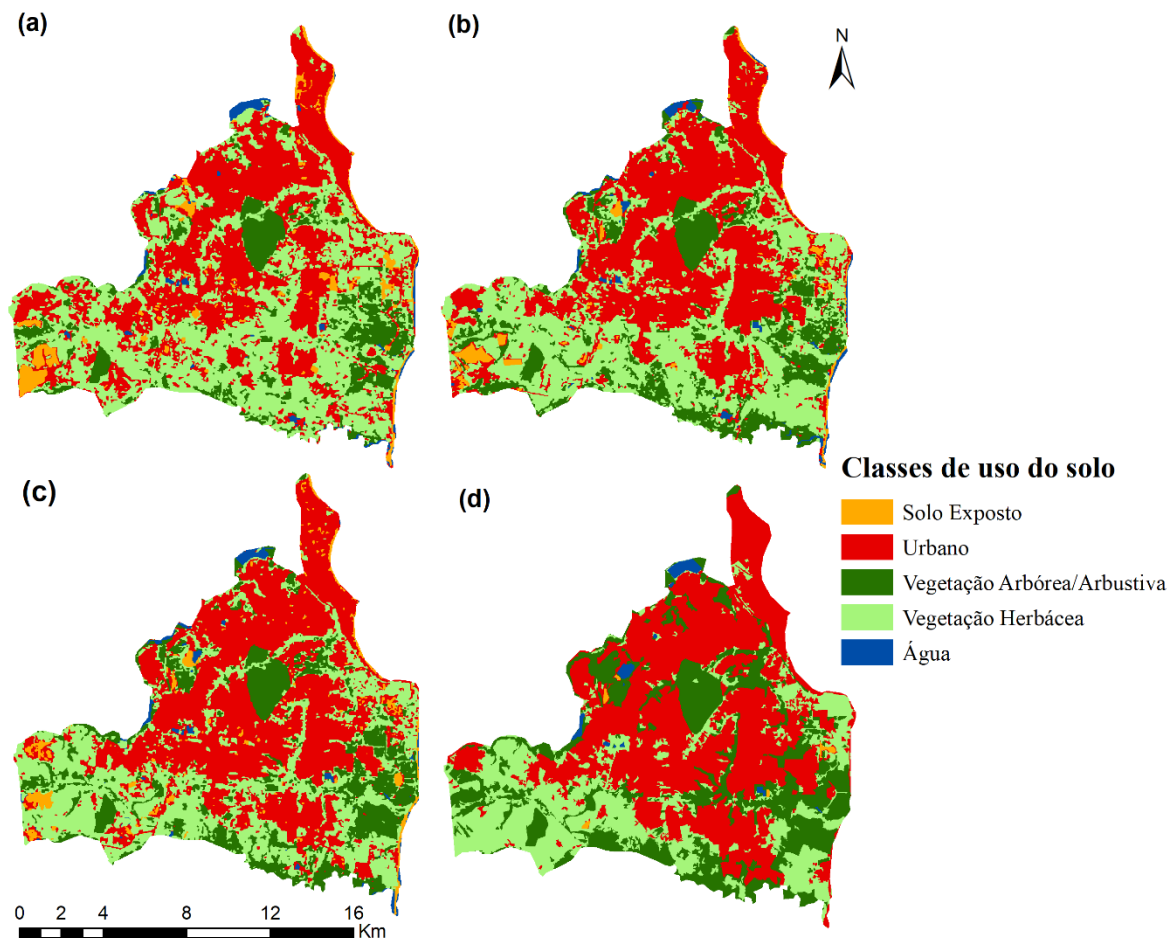 (a)
(b)
N
(c)
(d)
Classes de uso do solo
Solo Exposto
Urbano
Vegetação Arbórea/Arbustiva
Vegetação Herbácea
Água
0 2 4 8 12 16
Km